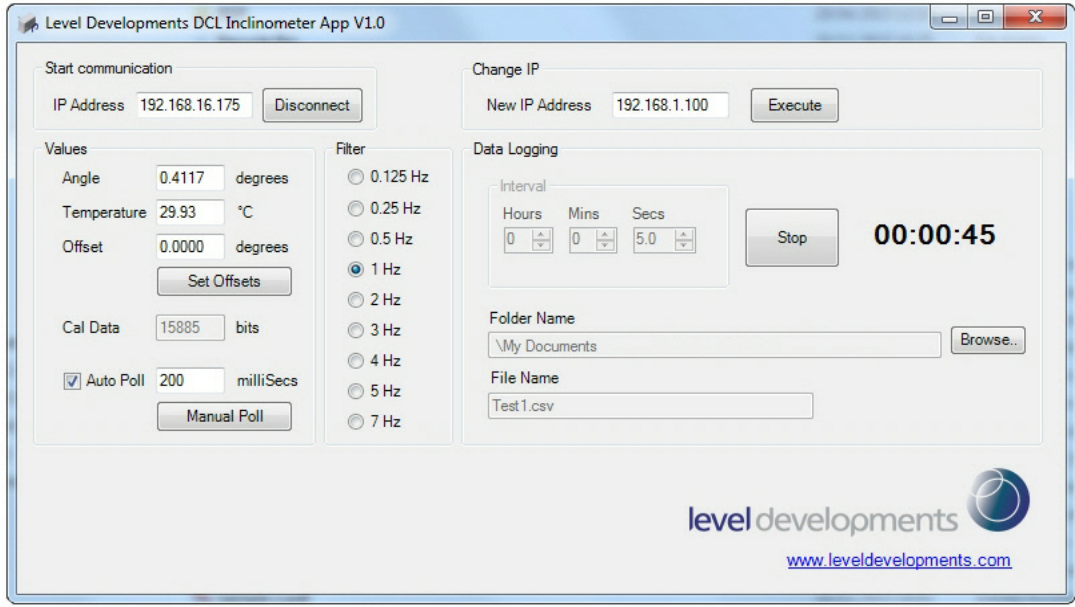 Level Developments DCL Inclinometer App V1.0
Start communication
IP Address 192.168.16.175 Disconnect
Change IP
New IP Address 192.168.1.100 Execute
Values
Angle 0.4117 degrees
Temperature 29.93 °C
Offset 0.0000 degrees
Set Offsets
Cal Data 15885 bits
Auto Poll 200 milliSecs
Manual Poll
Filter
0.125 Hz
0.25 Hz
0.5 Hz
1 Hz
2 Hz
3 Hz
4 Hz
5 Hz
7 Hz
Data Logging
Interval
Hours Mins Secs
0 0 5.0
Stop
00:00:45
Folder Name
\My Documents Browse..
File Name
Test1.csv
level developments
www.leveldevelopments.com